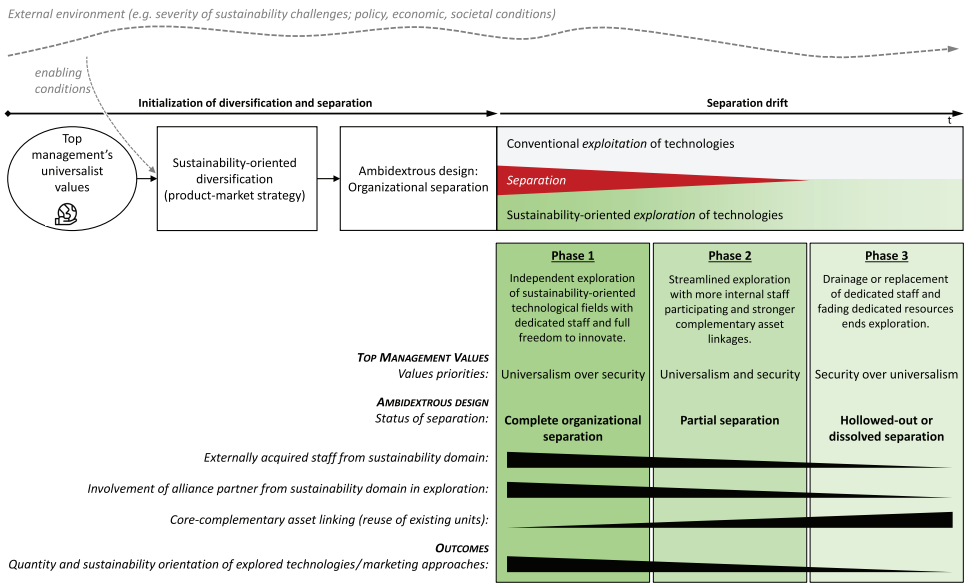 External environment (e.g. severity of sustainability challenges; policy, economic, societal conditions)
enabling
conditions
Initialization of diversification and separation
Separation drift
t
Top
management's
universalist
values
Sustainability-oriented
diversification
(product-market strategy)
Ambidextrous design:
Organizational separation
Conventional exploitation of technologies
Separation
Sustainability-oriented exploration of technologies
Phase 1
Independent exploration
of sustainability-oriented
technological fields with
dedicated staff and full
freedom to innovate.
Phase 2
Streamlined exploration
with more internal staff
participating and stronger
complementary asset
linkages.
Phase 3
Drainage or replacement
of dedicated staff and
fading dedicated resources
ends exploration.
TOP MANAGEMENT VALUES
Values priorities:
Universalism over security
Universalism and security
Security over universalism
AMBIDEXTROUS DESIGN
Status of separation:
Complete organizational
separation
Partial separation
Hollowed-out or
dissolved separation
Externally acquired staff from sustainability domain:
Involvement of alliance partner from sustainability domain in exploration:
Core-complementary asset linking (reuse of existing units):
OUTCOMES
Quantity and sustainability orientation of explored technologies/marketing approaches: